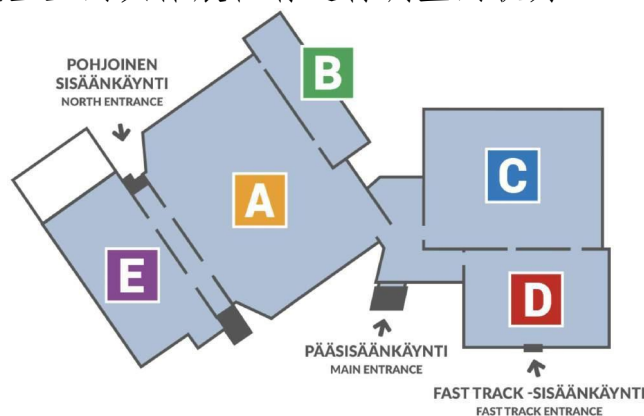 POHJOINEN
SISÄÄNKÄYNTI
NORTH ENTRANCE
B
C
A
E
D
PÄÄSISÄÄNKÄYNTI
MAIN ENTRANCE
FAST TRACK -SISÄÄNKÄYNTI
FAST TRACK ENTRANCE